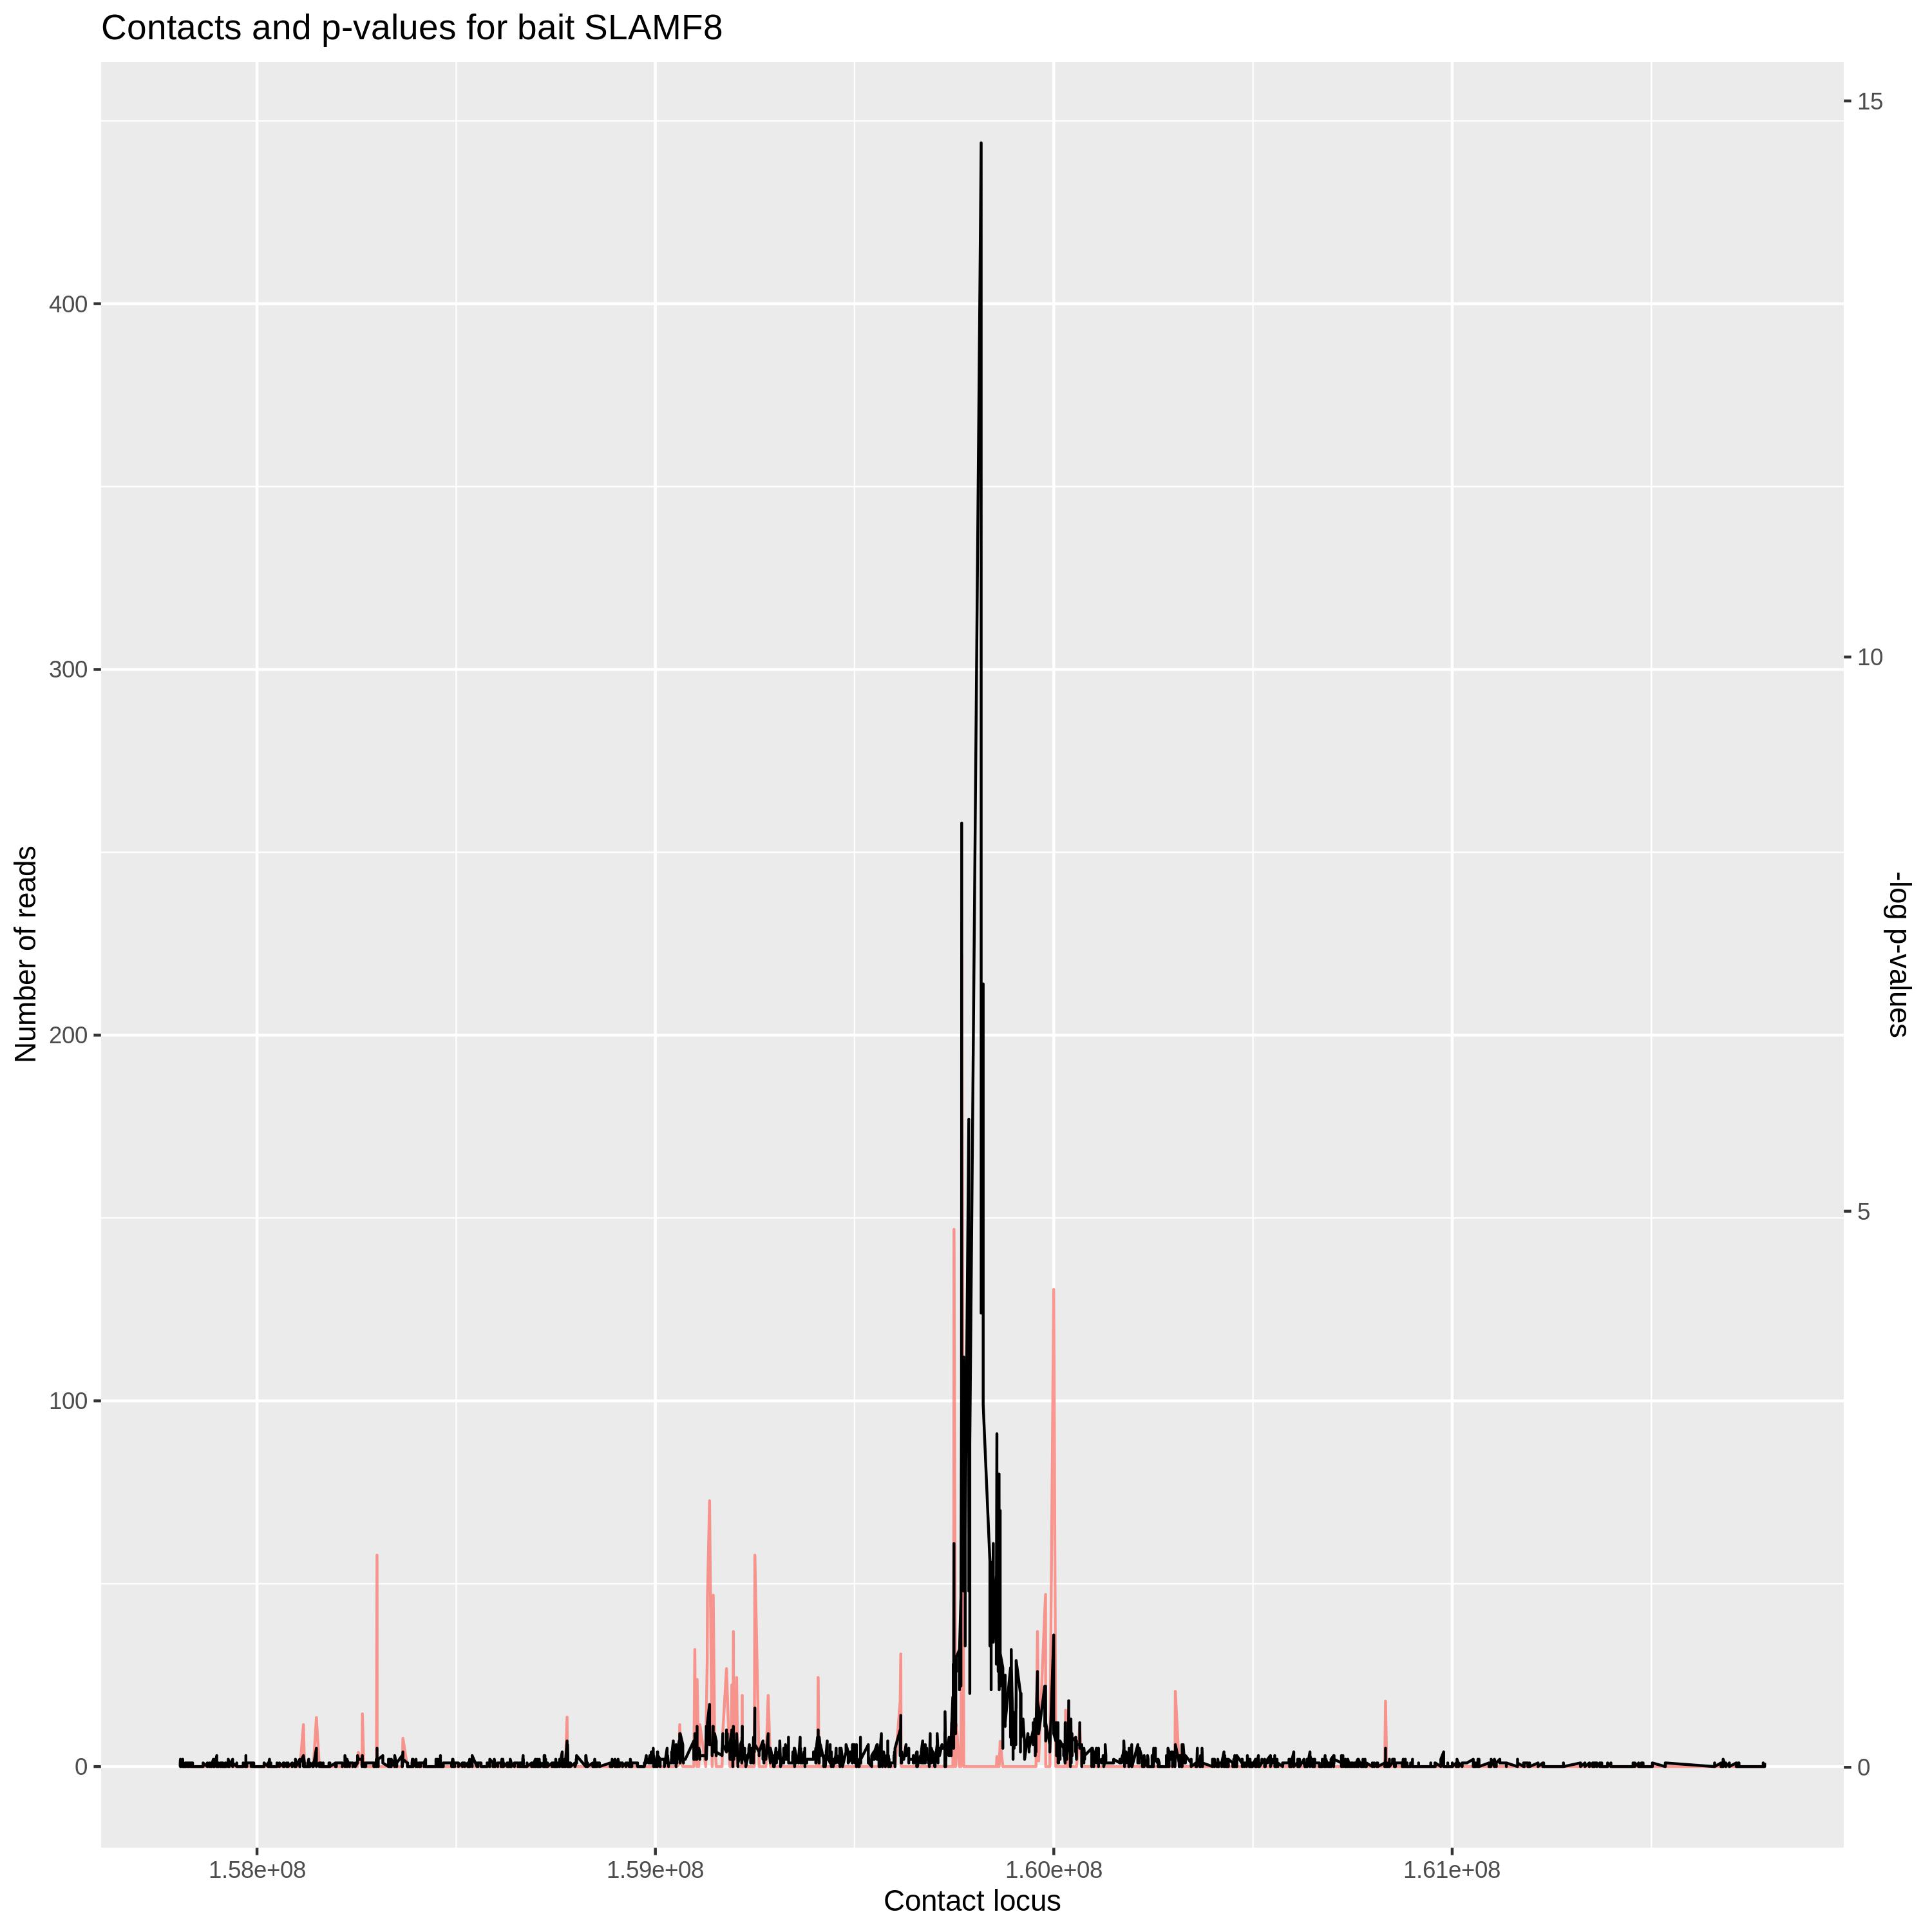 Contacts and p-values for bait SLAMF8
15
400
10
300
Number of reads
-log p-values
200
5
100
0
0
1.58e+08
1.59e+08
1.60e+08
1.61e+08
Contact locus